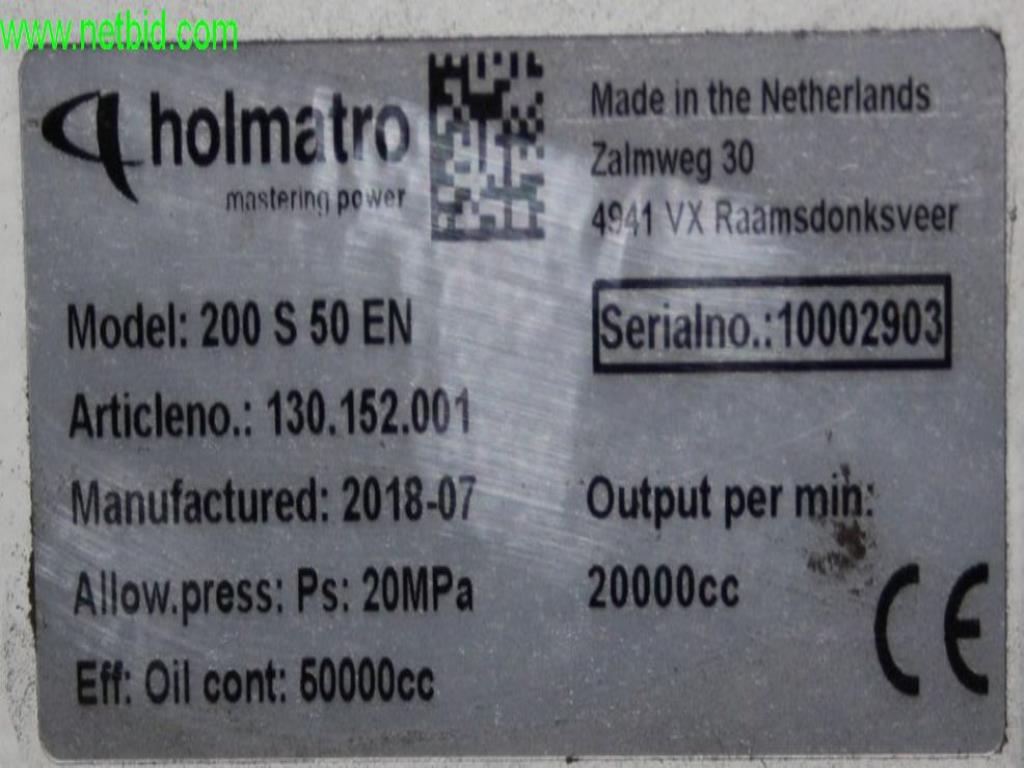 www.netbid.com
holmatro
mastering power
Made in the Netherlands
Zalmweg 30
4941 VX Raamsdonksveer
Model: 200 S 50 EN
Serialno.:10002903
Articleno.: 130.152.001
Manufactured: 2018-07
Output per min:
Allow.press: Ps: 20MPa
20000cc
CE
Eff: Oil cont: 50000cc